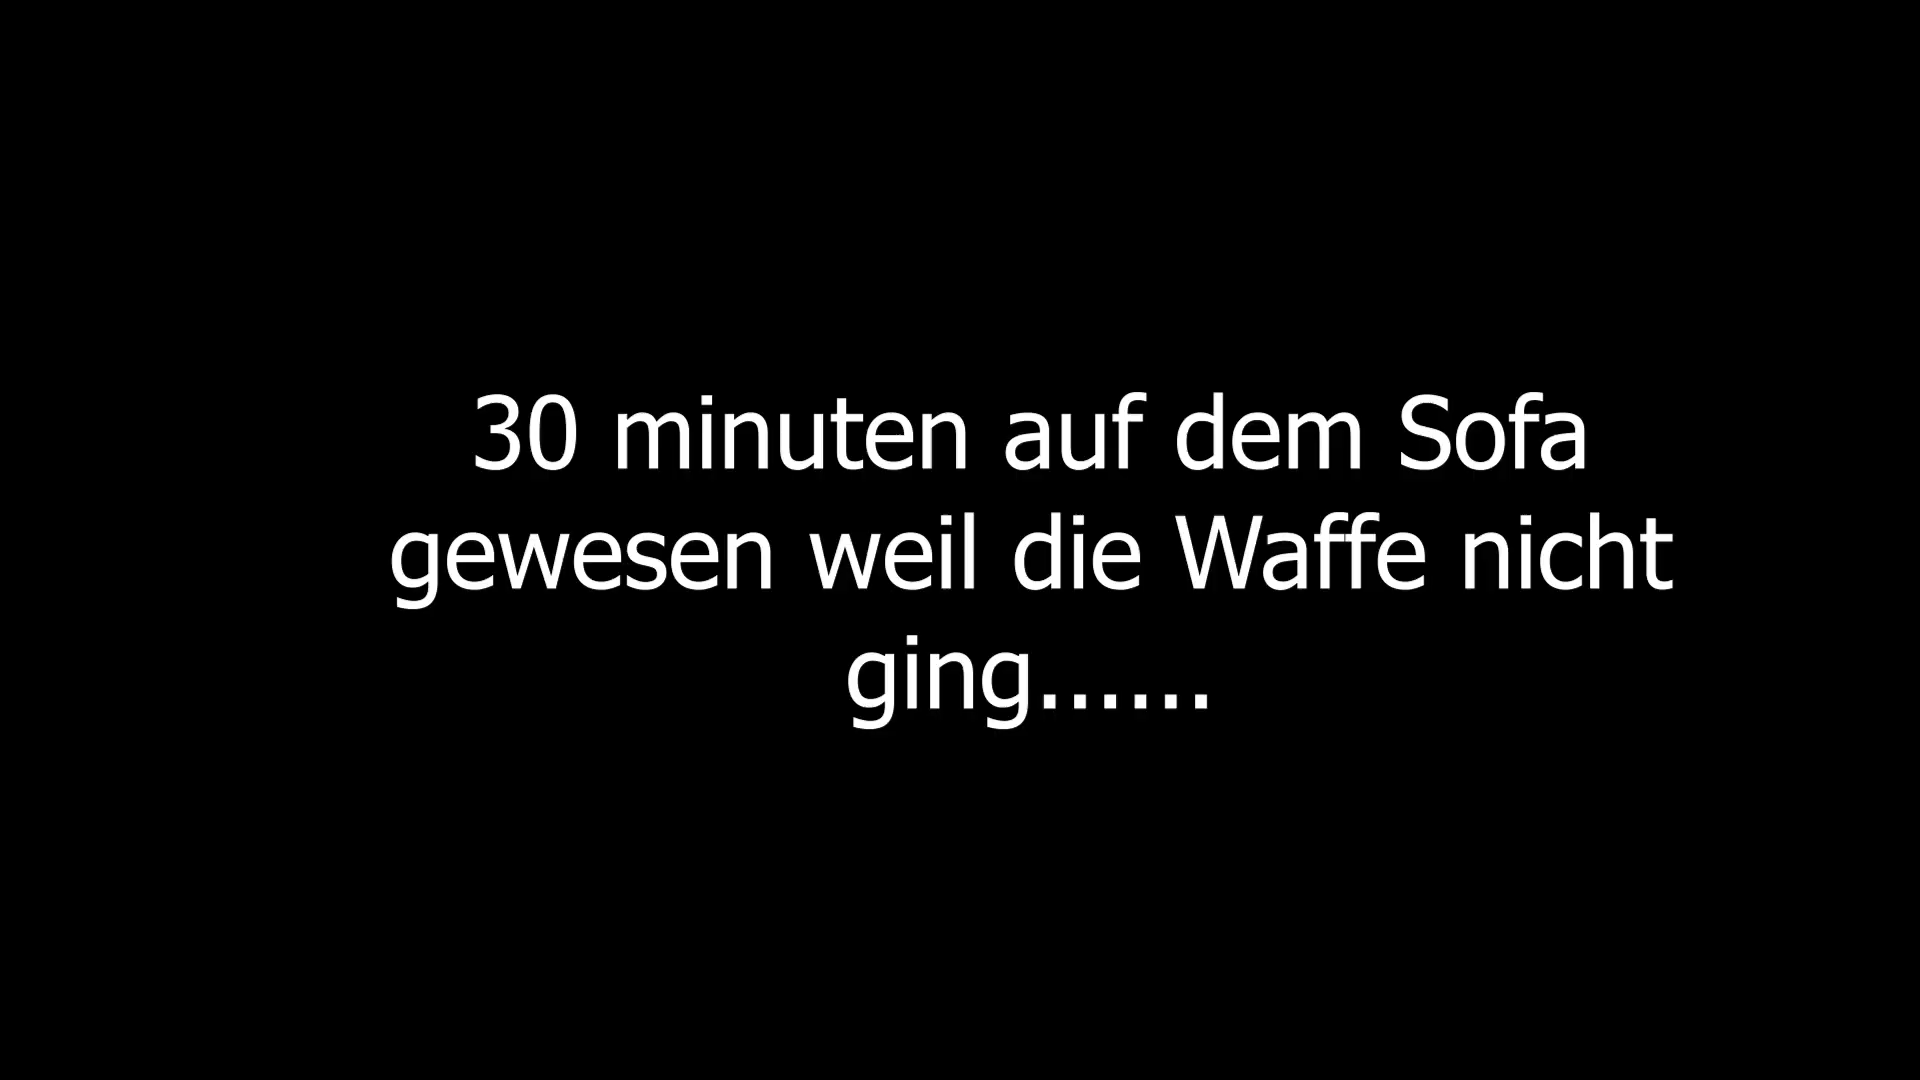 30 minuten auf dem Sofa
gewesen weil die Waffe nicht
ging......